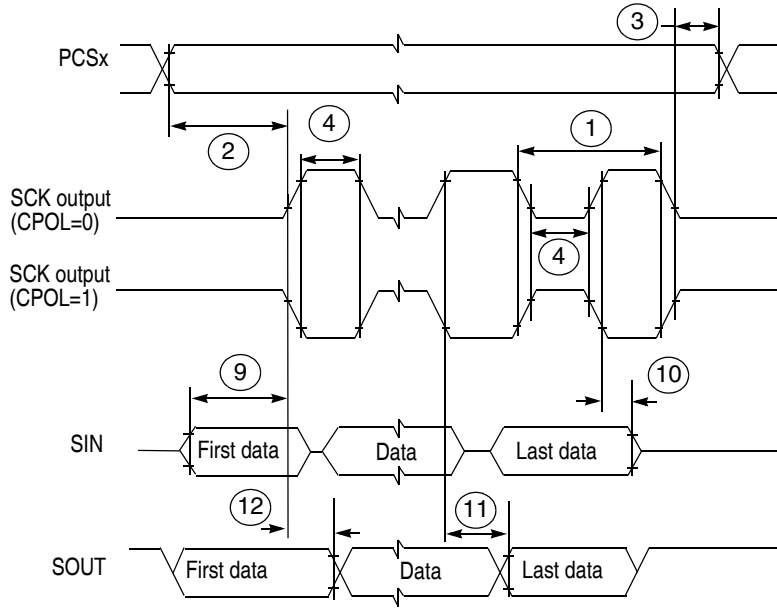 3
PCSx
4
1
2
SCK output
(CPOL=0)
4
SCK output
(CPOL=1)
9
10
SIN
First data
Data
Last data
12
11
SOUT
First data
Data
Last data